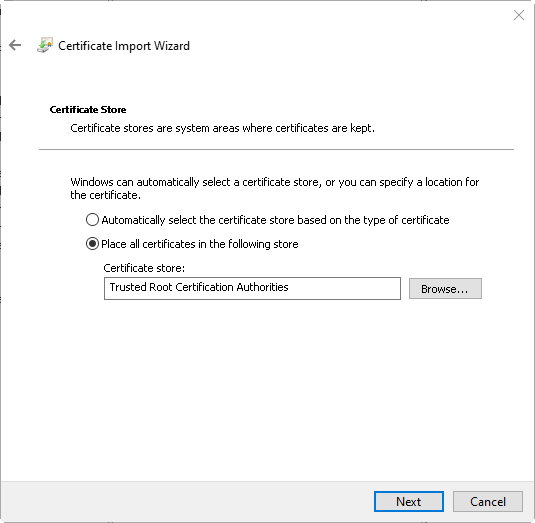 Certificate Import Wizard
Certificate Store
Certificate stores are system areas where certificates are kept.
Windows can automatically select a certificate store, or you can specify a location for
the certificate.
Automatically select the certificate store based on the type of certificate
Place all certificates in the following store
Certificate store:
Trusted Root Certification Authorities
Browse...
Next
Cancel